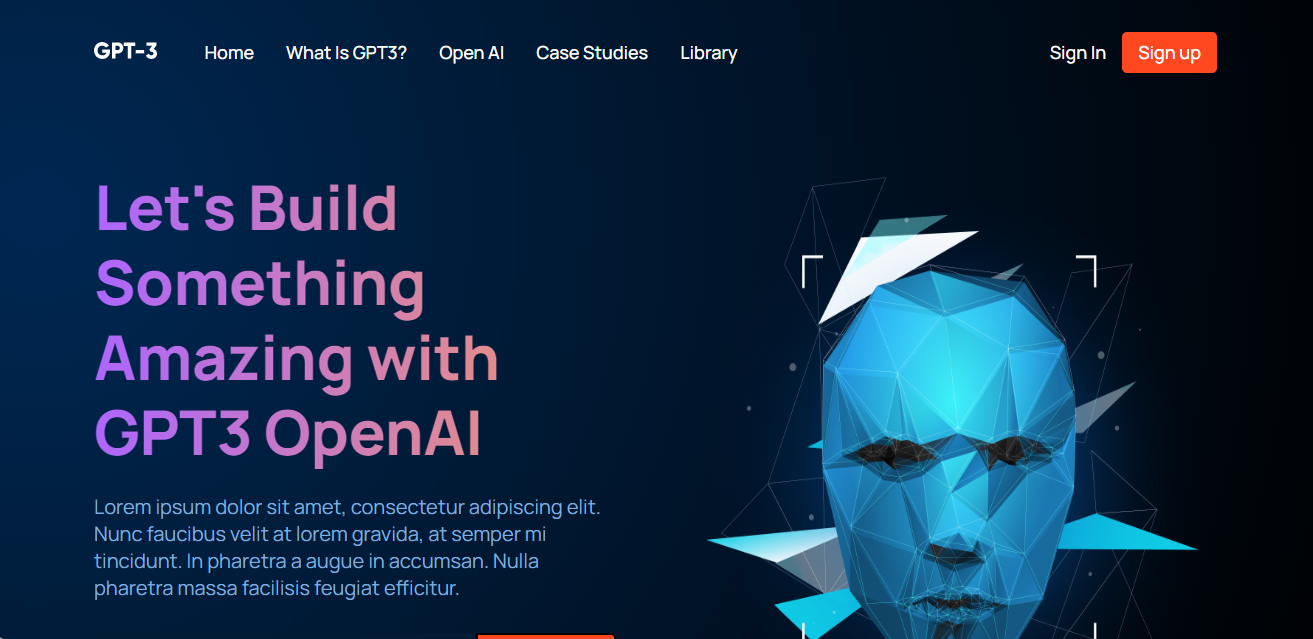 GPT-3 Home What Is GPT3? Open AI Case Studies Library Sign In Sign up
Let's Build
Something
Amazing with
GPT3 OpenAI
Lorem ipsum dolor sit amet, consectetur adipiscing elit.
Nunc faucibus velit at lorem gravida, at semper mi
tincidunt. In pharetra a augue in accumsan. Nulla
pharetra massa facilisis feugiat efficitur.